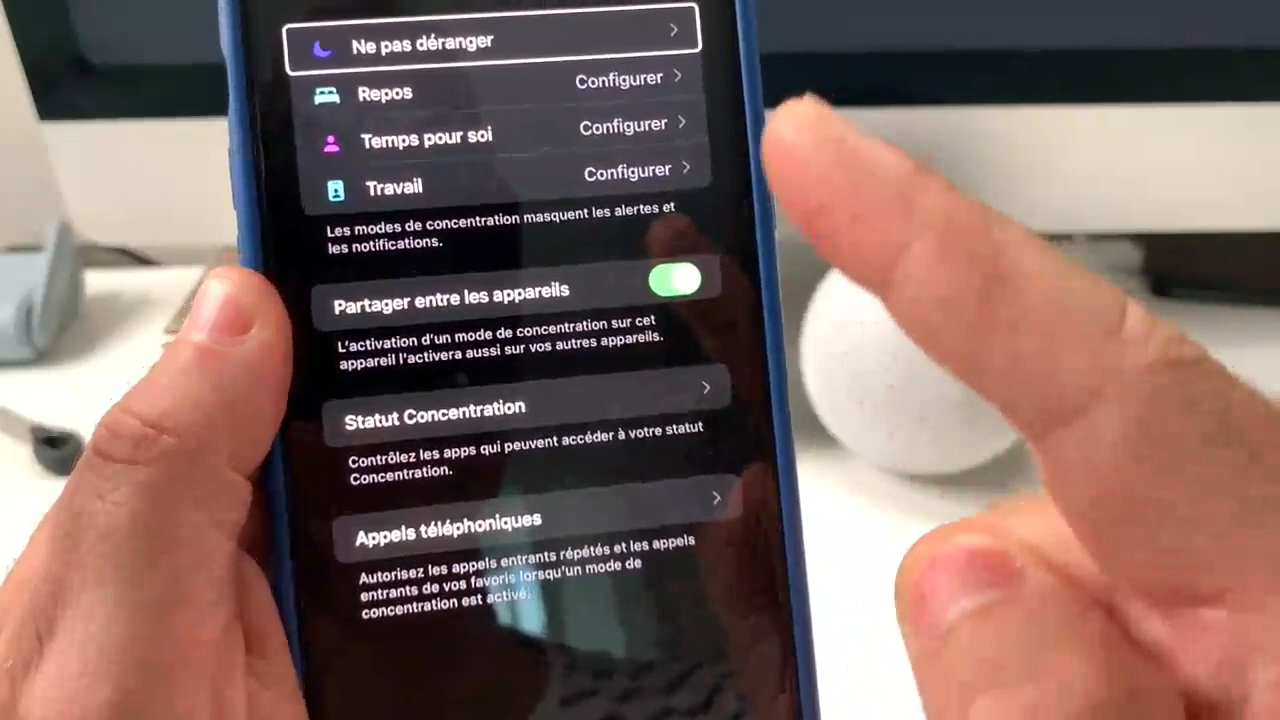 Ne pas déranger
Repos Configurer
Temps pour soi Configurer
Travail Configurer
Les modes de concentration masquent les alertes et
les notifications.
Partager entre les appareils
L'activation d'un mode de concentration sur cet
appareil l'activera aussi sur vos autres appareils.
Statut Concentration
Contrôlez les apps qui peuvent accéder à votre statut
Concentration.
Appels téléphoniques
Autorisez les appels entrants répétés et les appels
entrants de vos favoris lorsqu'un mode de
concentration est activé.